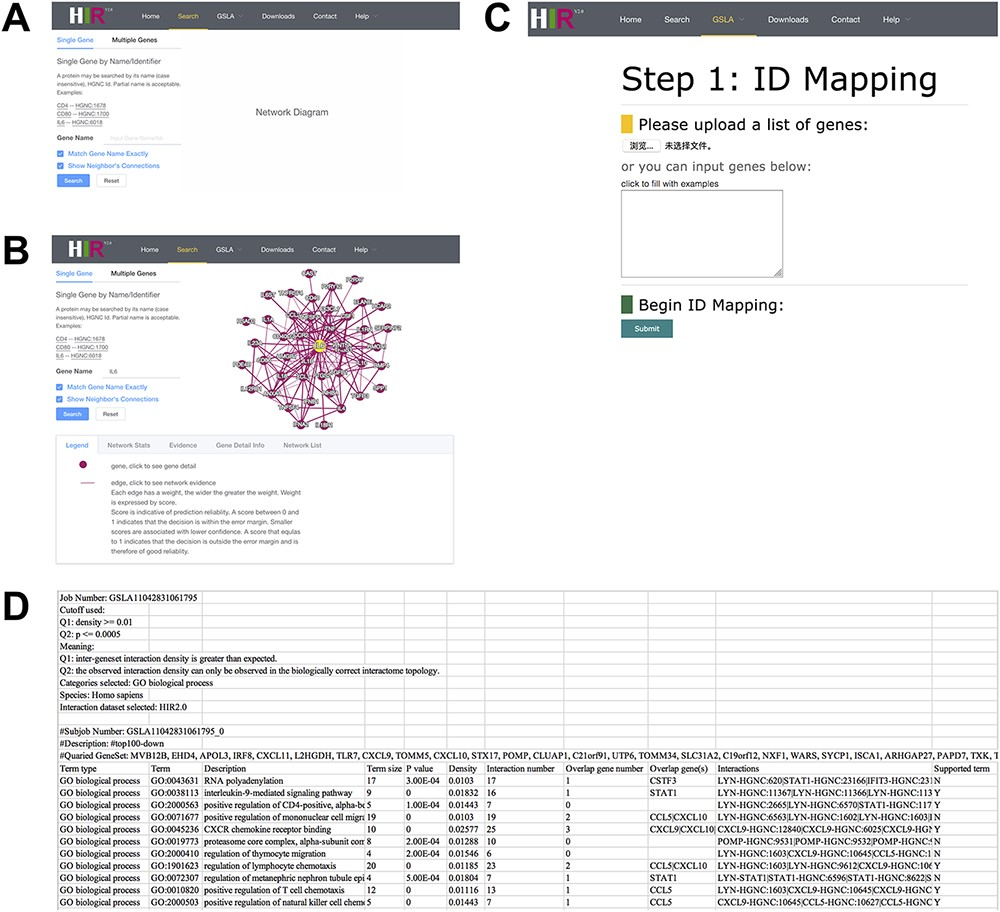 A
HIR V2.0
Home Search GSLA Downloads Contact Help
Single Gene Multiple Genes
Single Gene by Name/Identifier
A protein may be searched by its name (case
insensitive), HGNC Id. Partial name is acceptable.
Examples:
CD4 -- HGNC:1678
CD80 -- HGNC:1700
IL6 -- HGNC:6018
Gene Name
Match Gene Name Exactly
Show Neighbor's Connections
Search Reset
Network Diagram
B
HIR V2.0
Home Search GSLA Downloads Contact Help
Single Gene Multiple Genes
Single Gene by Name/Identifier
A protein may be searched by its name (case
insensitive), HGNC Id. Partial name is acceptable.
Examples:
CD4 -- HGNC:1678
CD80 -- HGNC:1700
IL6 -- HGNC:6018
Gene Name IL6
Match Gene Name Exactly
Show Neighbor's Connections
Search Reset
Legend Network Stats Evidence Gene Detail Info Network List
gene, click to see gene detail
edge, click to see network evidence
Each edge has a weight, the wider the greater the weight. Weight
is expressed by score.
Score is indicative of prediction reliablity. A score between 0 and
1 indicates that the decision is within the error margin. Smaller
scores are associated with lower confidence. A score that equlas
to 1 indicates that the decision is outside the error margin and is
therefore of good reliablity.
C
HIR V2.0
Home Search GSLA Downloads Contact Help
Step 1: ID Mapping
Please upload a list of genes:
浏览... 未选择文件。
or you can input genes below:
click to fill with examples
Begin ID Mapping:
Submit
D
Job Number: GSLA11042831061795
Cutoff used:
Q1: density >= 0.01
Q2: p <= 0.0005
Meaning:
Q1: inter-geneset interaction density is greater than expected.
Q2: the observed interaction density can only be observed in the biologically correct interactome topology.
Categories selected: GO biological process
Species: Homo sapiens
Interaction dataset selected: HIR2.0
#Subjob Number: GSLA11042831061795_0
#Description: #top100-down
#Quaried GeneSet: MVB12B, EHD4, APOL3, IRF8, CXCL11, L2HGDH, TLR7, CXCL9, TOMM5, CXCL10, STX17, POMP, CLUAP1, C21orf91, UTP6, TOMM34, SLC31A2, C19orf12, NXF1, WARS, SYCP1, ISCA1, ARHGAP27, PAPD7, TXK, T
Term type Term Description Term size P value Density Interaction number Overlap gene number Overlap gene(s) Interactions Supported term
GO biological process GO:0043631 RNA polyadenylation 17 3.00E-04 0.0103 17 1 CSTF3 LYN-HGNC:620|STAT1-HGNC:23166|IFIT3-HGNC:231 N
GO biological process GO:0038113 interleukin-9-mediated signaling pathway 9 0 0.01832 16 1 STAT1 LYN-HGNC:11367|LYN-HGNC:11366|LYN-HGNC: Y
GO biological process GO:2000563 positive regulation of CD4-positive, alpha-b 5 1.00E-04 0.01443 7 0 LYN-HGNC:2665|LYN-HGNC:6570|STAT1-HGNC:117 Y
GO biological process GO:0071677 positive regulation of mononuclear cell migr 19 0 0.0103 19 2 CCL5|CXCL10 LYN-HGNC:6563|LYN-HGNC:1602|LYN-HGNC:1603| N
GO biological process GO:0045236 CXCR chemokine receptor binding 10 0 0.02577 25 3 CXCL9|CXCL10| CXCL9-HGNC:12840|CXCL9-HGNC:6025|CXCL9-HG Y
GO biological process GO:0019773 proteasome core complex, alpha-subunit com 8 2.00E-04 0.01288 10 0 POMP-HGNC:9531|POMP-HGNC:9532|POMP-HGNC: N
GO biological process GO:2000410 regulation of thymocyte migration 4 2.00E-04 0.01546 6 0 LYN-HGNC:1603|CXCL9-HGNC:10645|CCL5-HGNC:1 N
GO biological process GO:1901623 regulation of lymphocyte chemotaxis 23 0 0.01185 23 2 CCL5|CXCL10 LYN-HGNC:1603|LYN-HGNC:9612|CXCL9-HGNC:106 Y
GO biological process GO:0072307 regulation of metanephric nephron tubule epi 4 5.00E-04 0.01804 7 1 STAT1 LYN-STAT1|STAT1-HGNC:6596|STAT1-HGNC:8622|S N
GO biological process GO:0010820 positive regulation of T cell chemotaxis 12 0 0.01116 13 1 CCL5 LYN-HGNC:1603|CXCL9-HGNC:10645|CXCL9-HGNC Y
GO biological process GO:2000503 positive regulation of natural killer cell chem 5 0 0.01443 7 1 CCL5 CXCL9-HGNC:10645|CCL5-HGNC:10627|CCL5-HGNC: Y